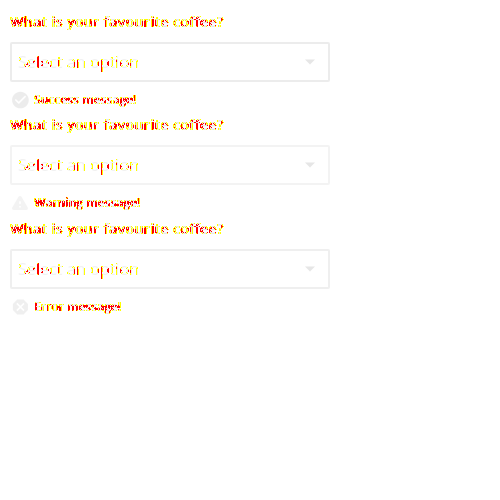 What is your favourite coffee?
Select an option
Success message!
What is your favourite coffee?
Select an option
Warning message!
What is your favourite coffee?
Select an option
Error message!